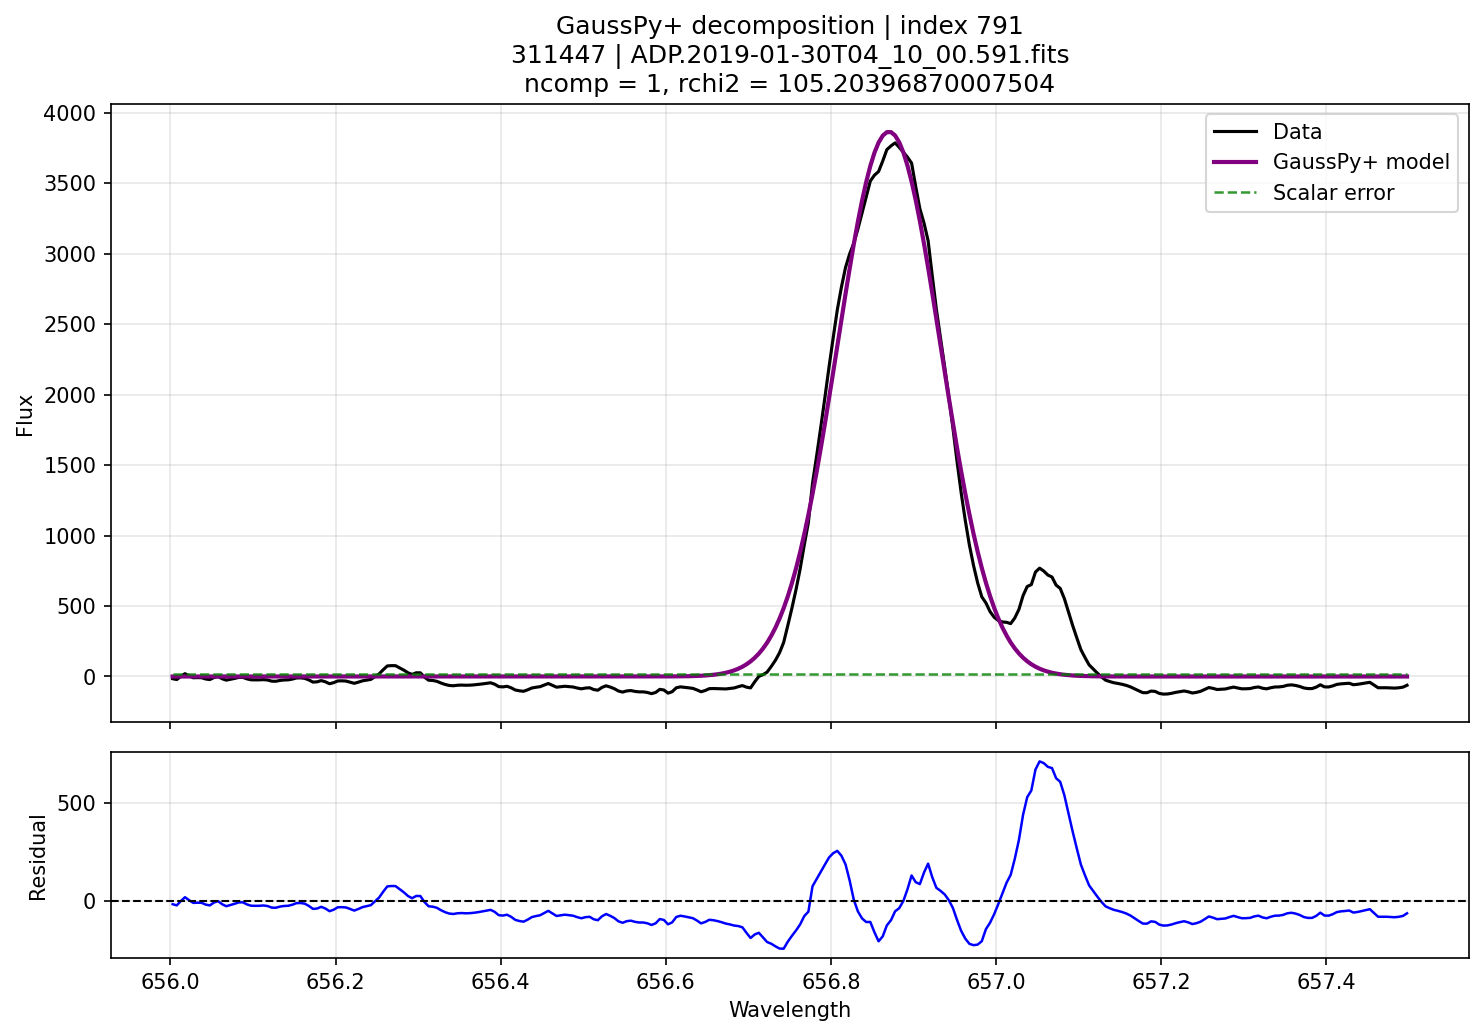 GaussPy+ decomposition | index 791
311447 | ADP.2019-01-30T04_10_00.591.fits
ncomp = 1, rchi2 = 105.20396870007504
4000
3500
3000
2500
2000
1500
1000
500
0
Flux
Data
GaussPy+ model
Scalar error
500
0
Residual
656.0
656.2
656.4
656.6
656.8
657.0
657.2
657.4
Wavelength